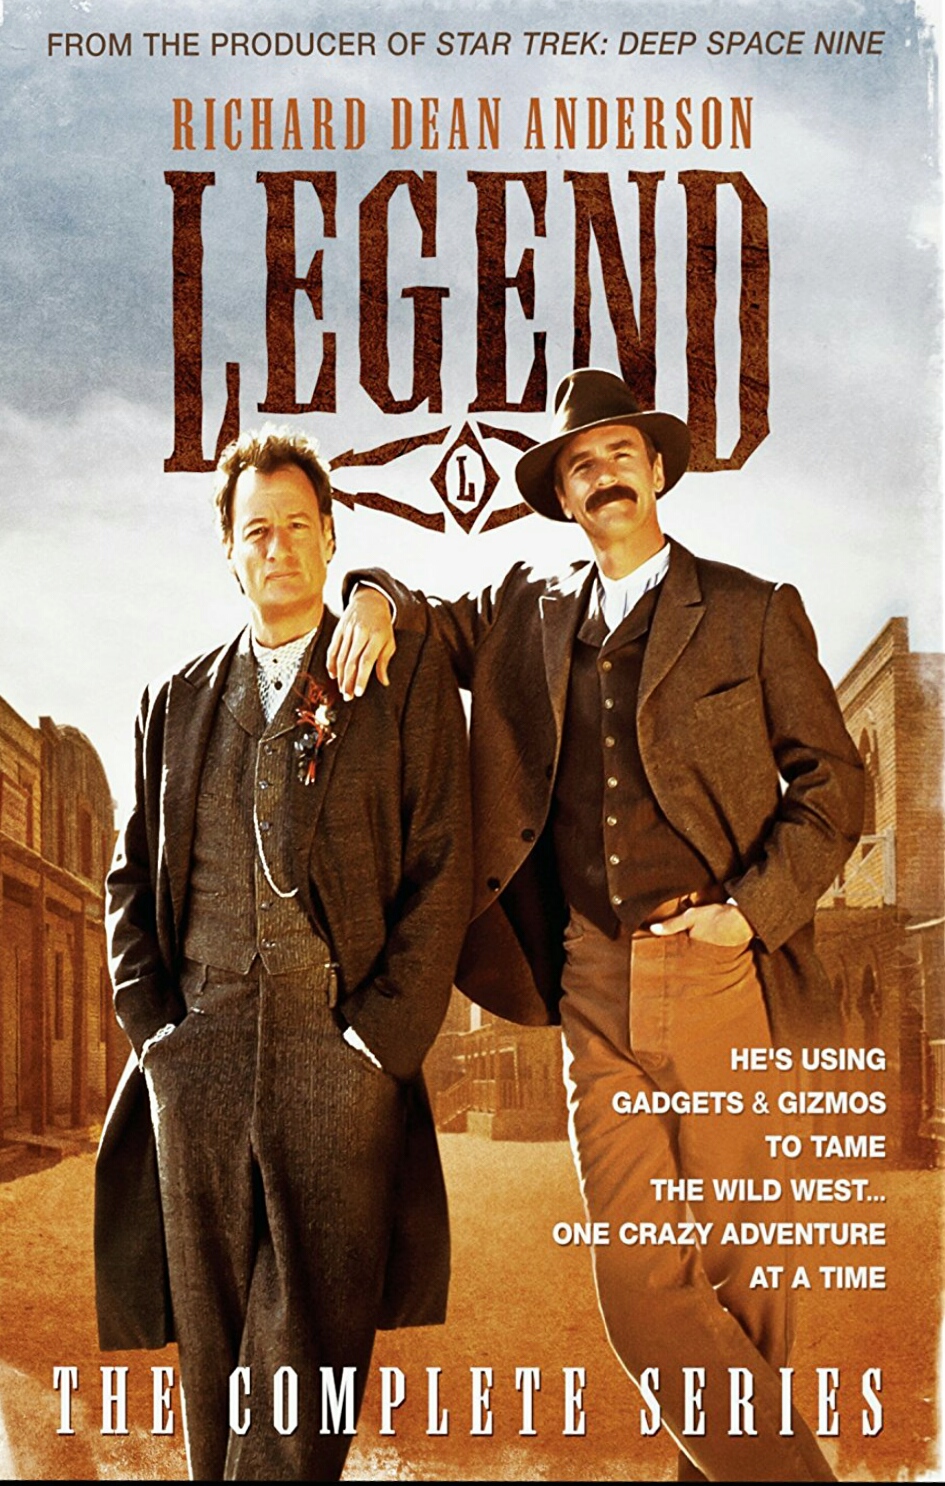 FROM THE PRODUCER OF STAR TREK: DEEP SPACE NINE
RICHARD DEAN ANDERSON
LEGEND
L
HE'S USING
GADGETS & GIZMOS
TO TAME
THE WILD WEST...
ONE CRAZY ADVENTURE
AT A TIME
THE COMPLETE SERIES